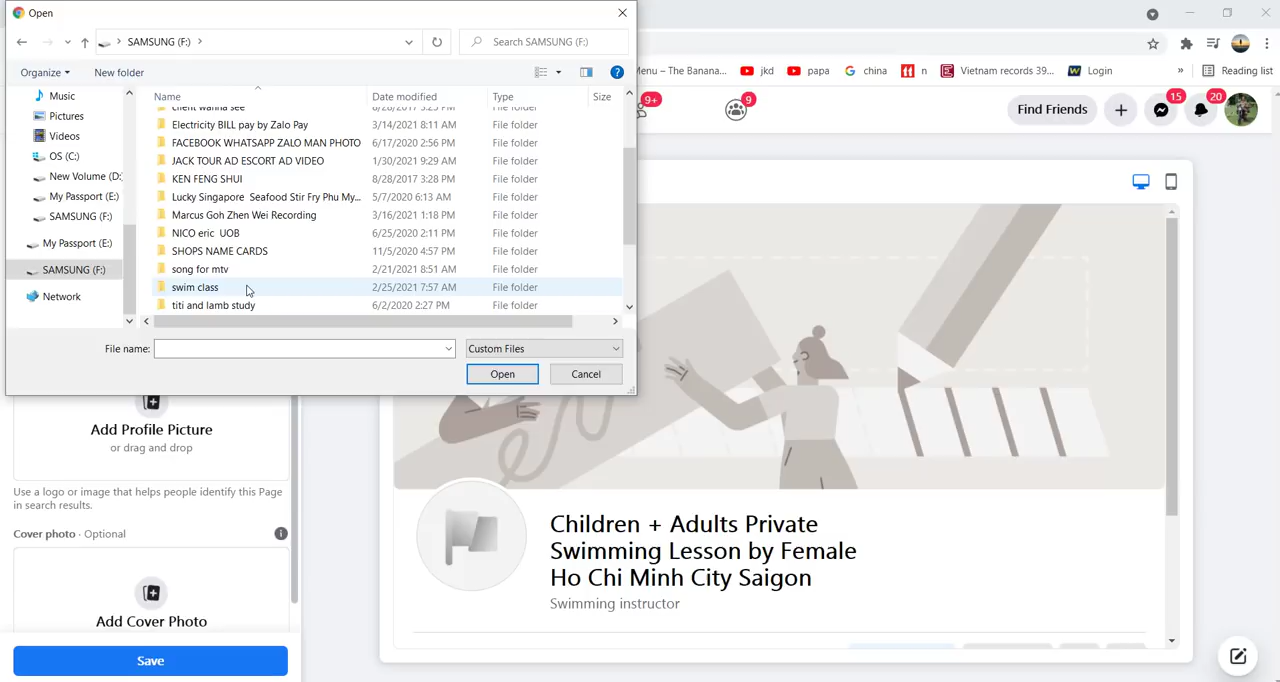 Open
SAMSUNG (F:)
Search SAMSUNG (F:)
Organize
New folder
Music
Pictures
Videos
OS (C:)
New Volume (D:
My Passport (E:)
SAMSUNG (F:)
My Passport (E:)
SAMSUNG (F:)
Network
Name Date modified Type Size
client wanna see 8/28/2017 3:25 PM File folder
Electricity BILL pay by Zalo Pay 3/14/2021 8:11 AM File folder
FACEBOOK WHATSAPP ZALO MAN PHOTO 6/17/2020 2:56 PM File folder
JACK TOUR AD ESCORT AD VIDEO 1/30/2021 9:29 AM File folder
KEN FENG SHUI 8/28/2017 3:28 PM File folder
Lucky Singapore Seafood Stir Fry Phu My... 5/7/2020 6:13 AM File folder
Marcus Goh Zhen Wei Recording 3/16/2021 1:18 PM File folder
NICO eric UOB 6/25/2020 2:11 PM File folder
SHOPS NAME CARDS 11/5/2020 4:57 PM File folder
song for mtv 2/21/2021 8:51 AM File folder
swim class 2/25/2021 7:57 AM File folder
titi and lamb study 6/2/2020 2:27 PM File folder
File name:
Custom Files
Open
Cancel
Menu – The Banana...
jkd
papa
china
n
Vietnam records 39...
Login
»
Reading list
9+
9
Find Friends
15
20
Add Profile Picture
or drag and drop
Use a logo or image that helps people identify this Page
in search results.
Cover photo · Optional
Add Cover Photo
Save
Children + Adults Private
Swimming Lesson by Female
Ho Chi Minh City Saigon
Swimming instructor